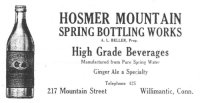 HOSMER MOUNTAIN
SPRING BOTTLING WORKS
A. L. HELLER, Prop.
High Grade Beverages
Manufactured from Pure Spring Water
Ginger Ale a Specialty
Telephone 425
217 Mountain Street Willimantic, Conn.